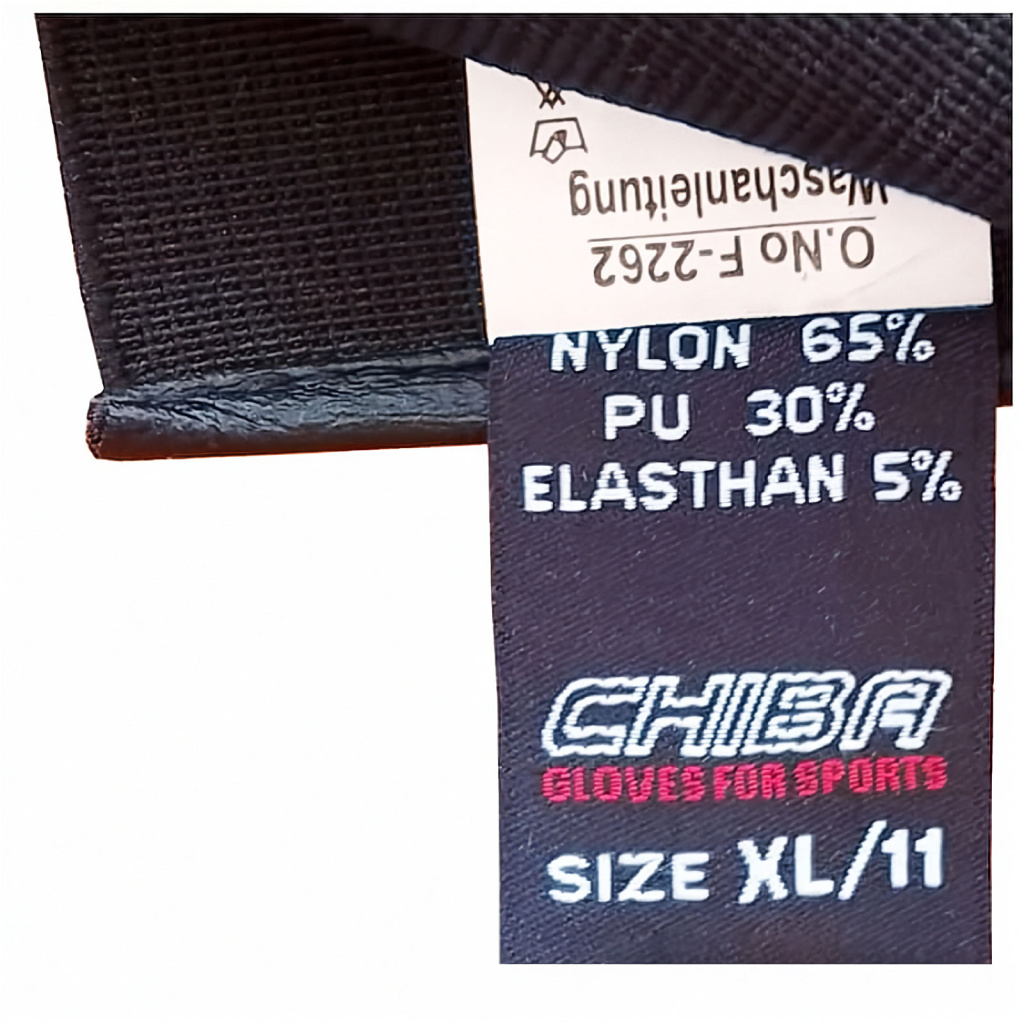 Waschanleitung
O.No F-2262
NYLON 65%
PU 30%
ELASTHAN 5%
CHIBA
GLOVES FOR SPORTS
SIZE XL/11